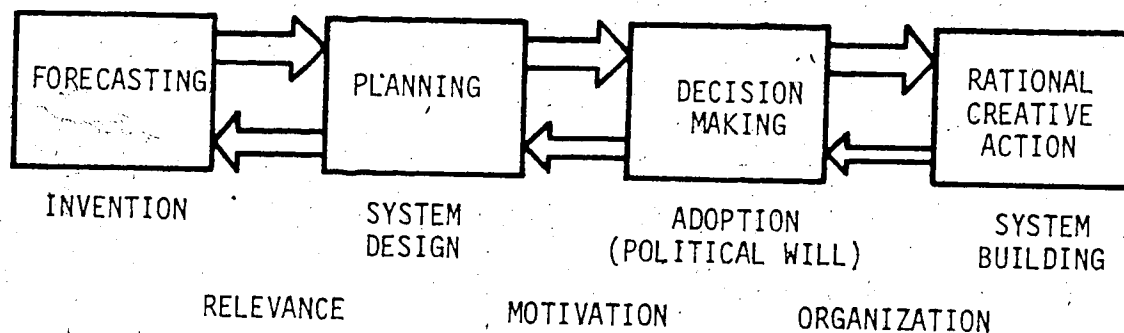 FORECASTING
PLANNING
DECISION
MAKING
RATIONAL
CREATIVE
ACTION
INVENTION
SYSTEM
DESIGN
ADOPTION
(POLITICAL WILL)
SYSTEM
BUILDING
RELEVANCE
MOTIVATION
ORGANIZATION